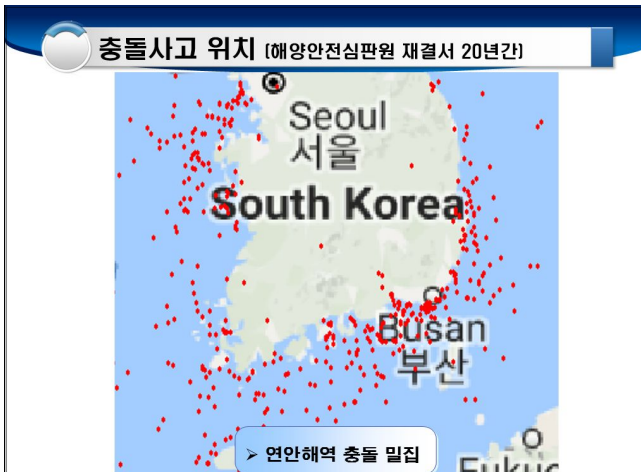 충돌사고 위치 (해양안전심판원 재결서 20년간)
Seoul
서울
South Korea
Busan
부산
➢ 연안해역 충돌 밀집